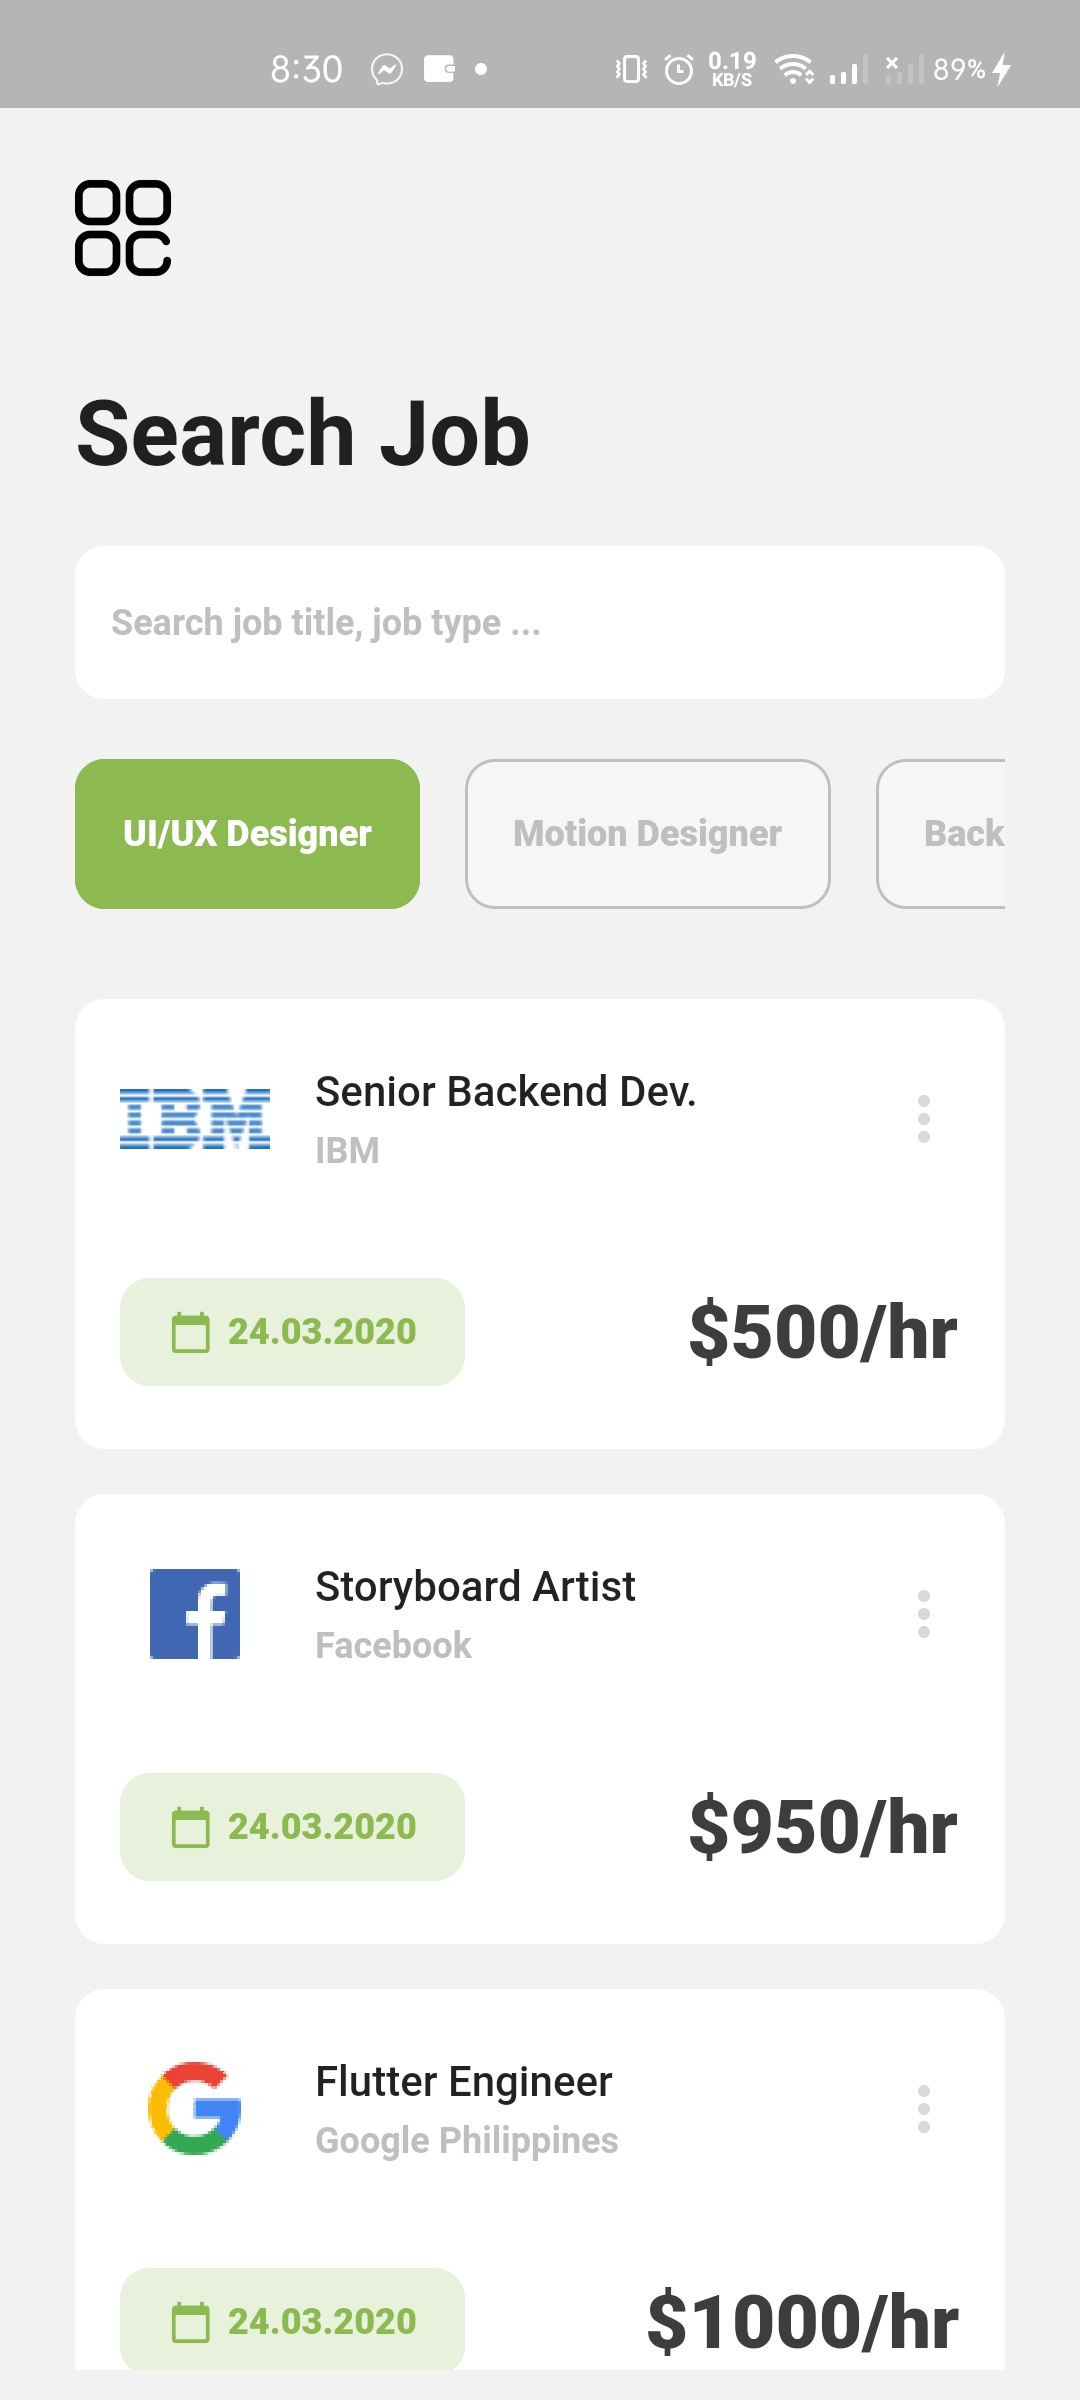 8:30
0.19
KB/S
89%
Search Job
Search job title, job type ...
UI/UX Designer
Motion Designer
Back
IBM
Senior Backend Dev.
IBM
24.03.2020
$500/hr
Storyboard Artist
Facebook
24.03.2020
$950/hr
Flutter Engineer
Google Philippines
24.03.2020
$1000/hr